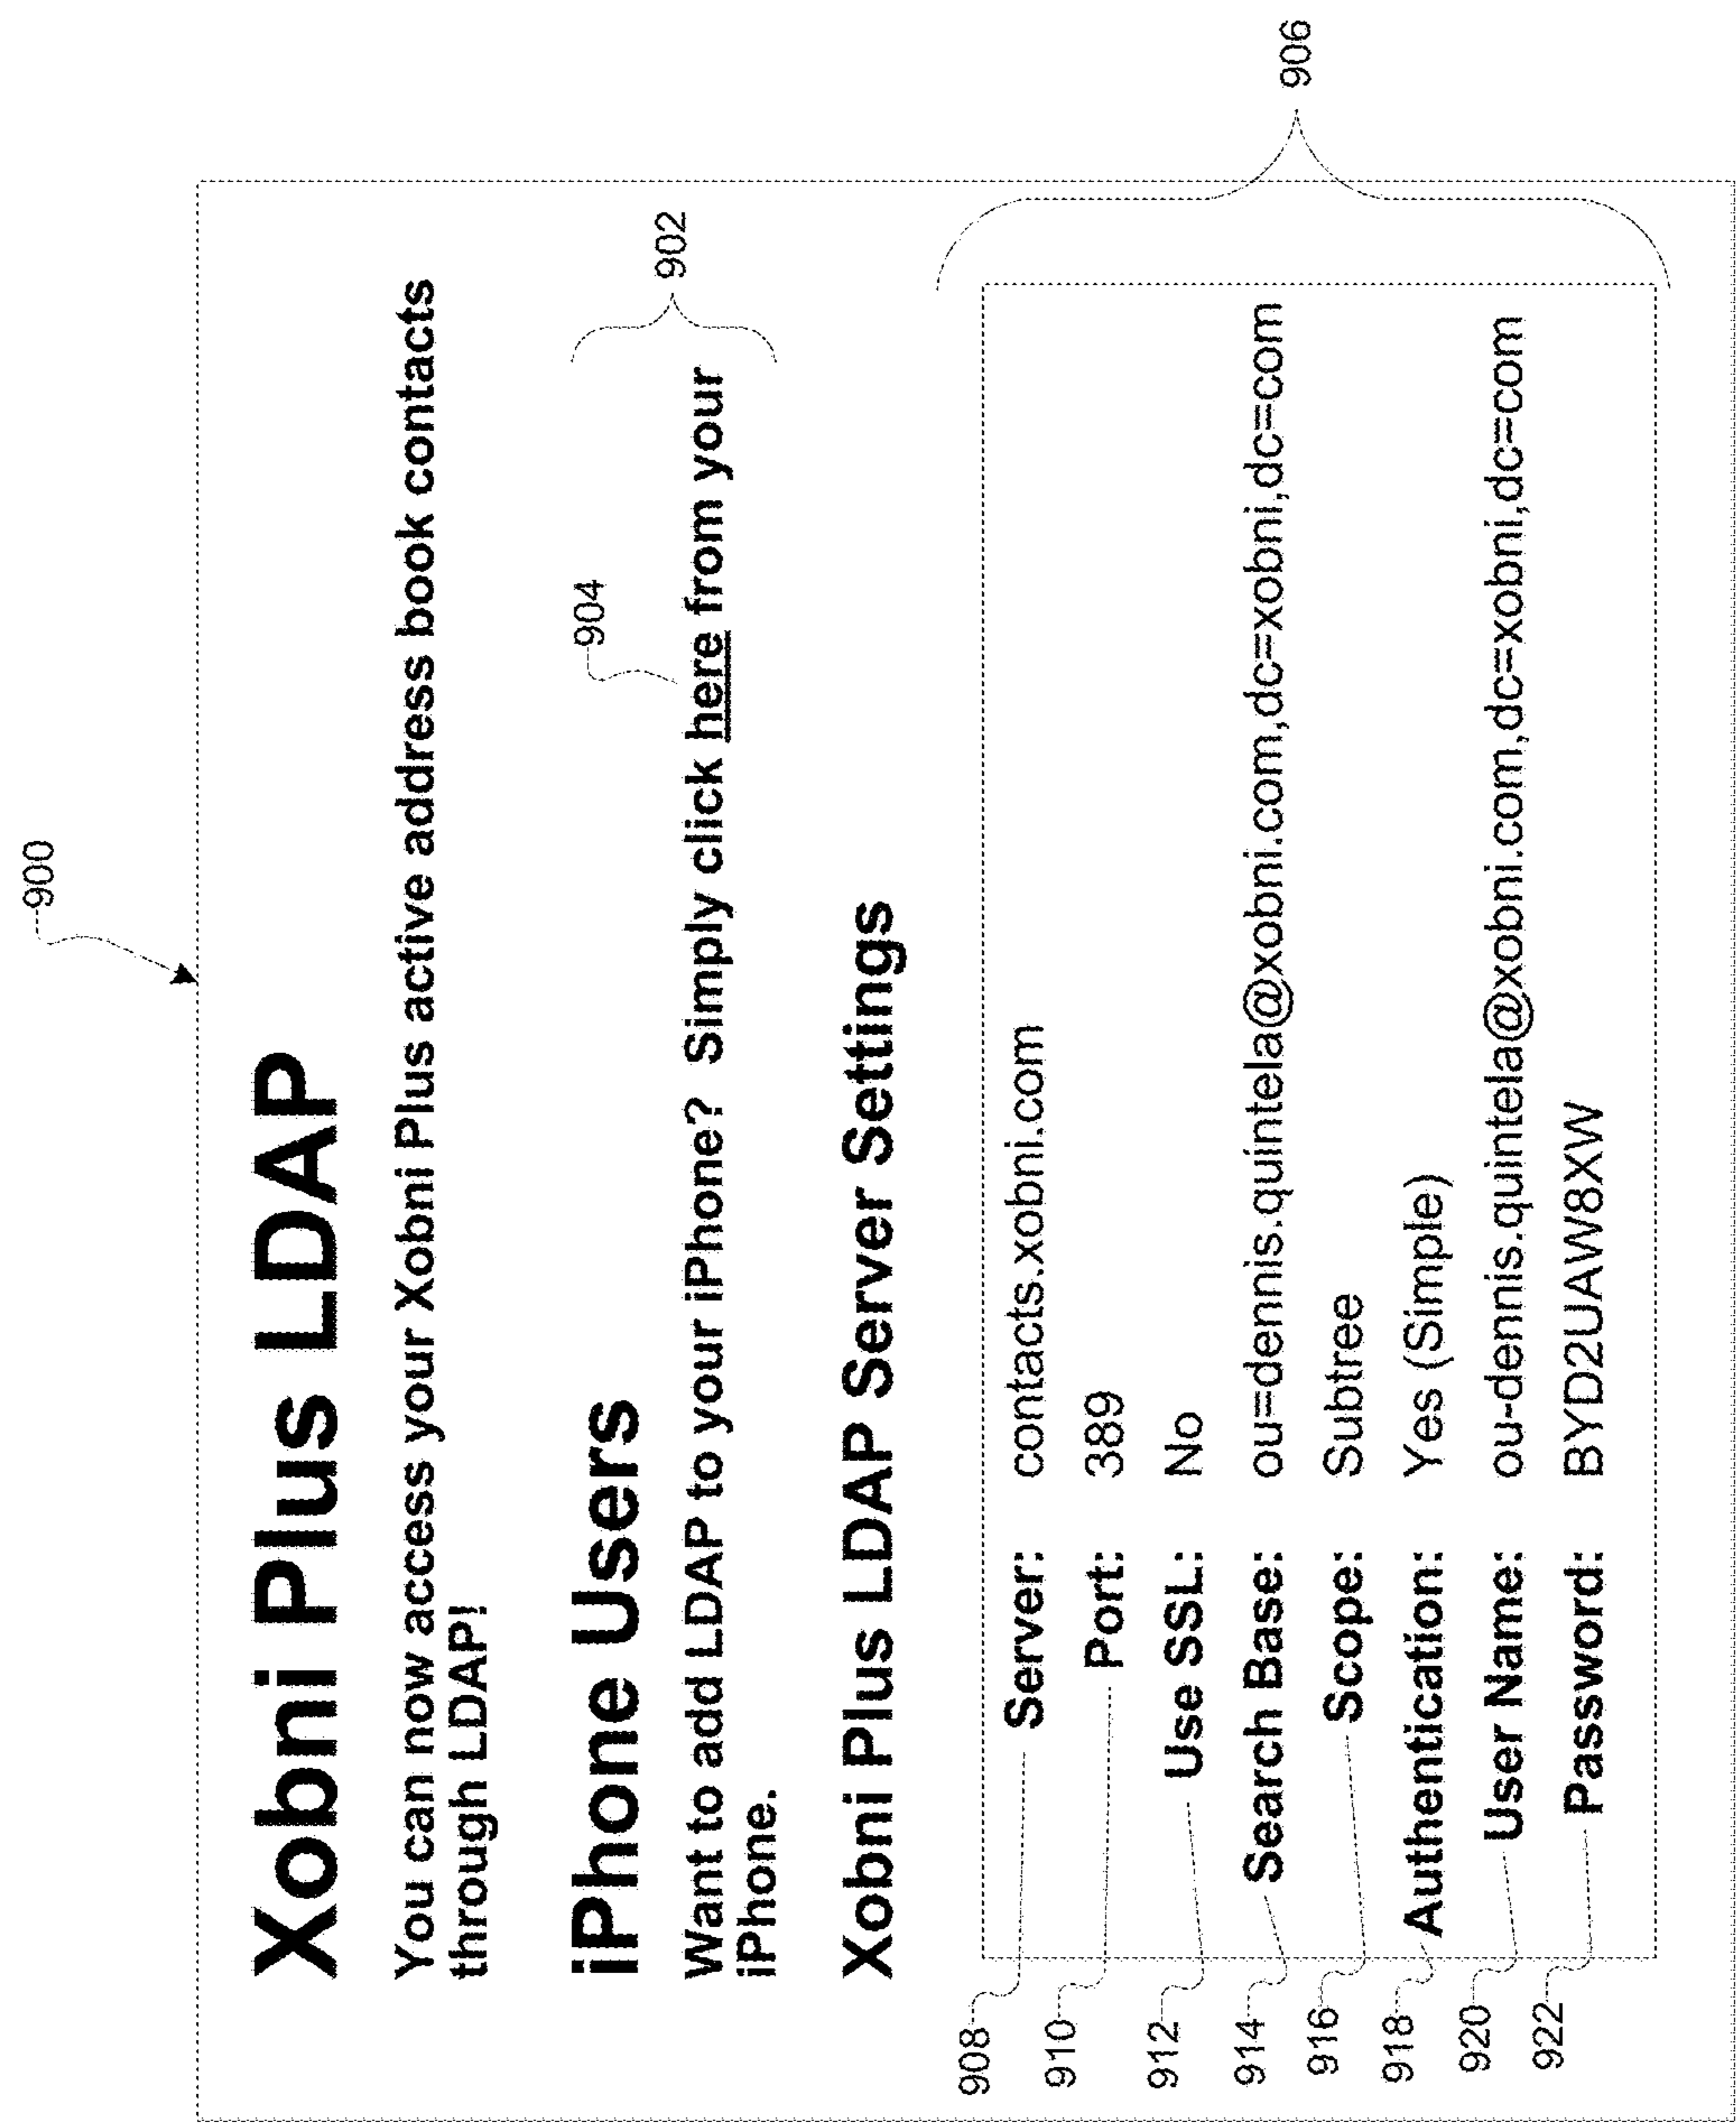 900
Xobni Plus LDAP
You can now access your Xobni Plus active address book contacts
through LDAP!
iPhone Users
904
Want to add LDAP to your iPhone? Simply click here from your
iPhone.
902
Xobni Plus LDAP Server Settings
906
908 Server: contacts.xobni.com
910 Port: 389
912 Use SSL: No
914 Search Base: ou=dennis.quintela@xobni.com,dc=xobni,dc=com
916 Scope: Subtree
918 Authentication: Yes (Simple)
920 User Name: ou-dennis.quintela@xobni.com,dc=xobni,dc=com
922 Password: BYD2UAW8XW